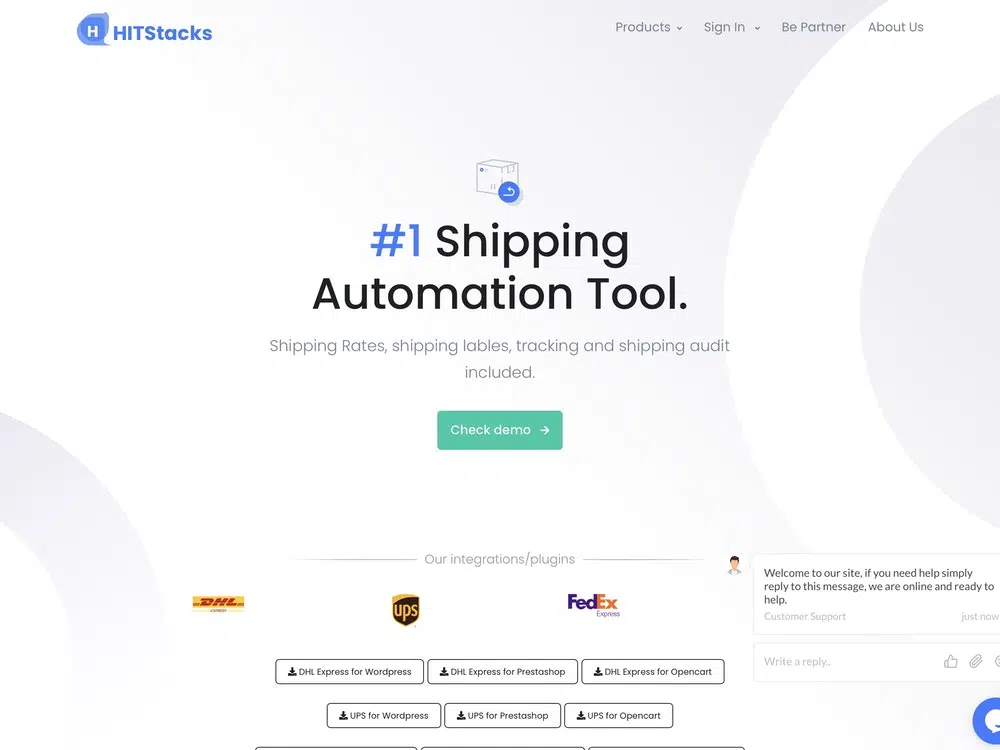 H HITStacks
Products
Sign In
Be Partner
About Us
#1 Shipping
Automation Tool.
Shipping Rates, shipping lables, tracking and shipping audit
included.
Check demo
Our integrations/plugins
DHL
EXPRESS
ups
FedEx
Express
Welcome to our site, if you need help simply
reply to this message, we are online and ready to
help.
Customer Support
just now
Write a reply..
DHL Express for Wordpress
DHL Express for Prestashop
DHL Express for Opencart
UPS for Wordpress
UPS for Prestashop
UPS for Opencart